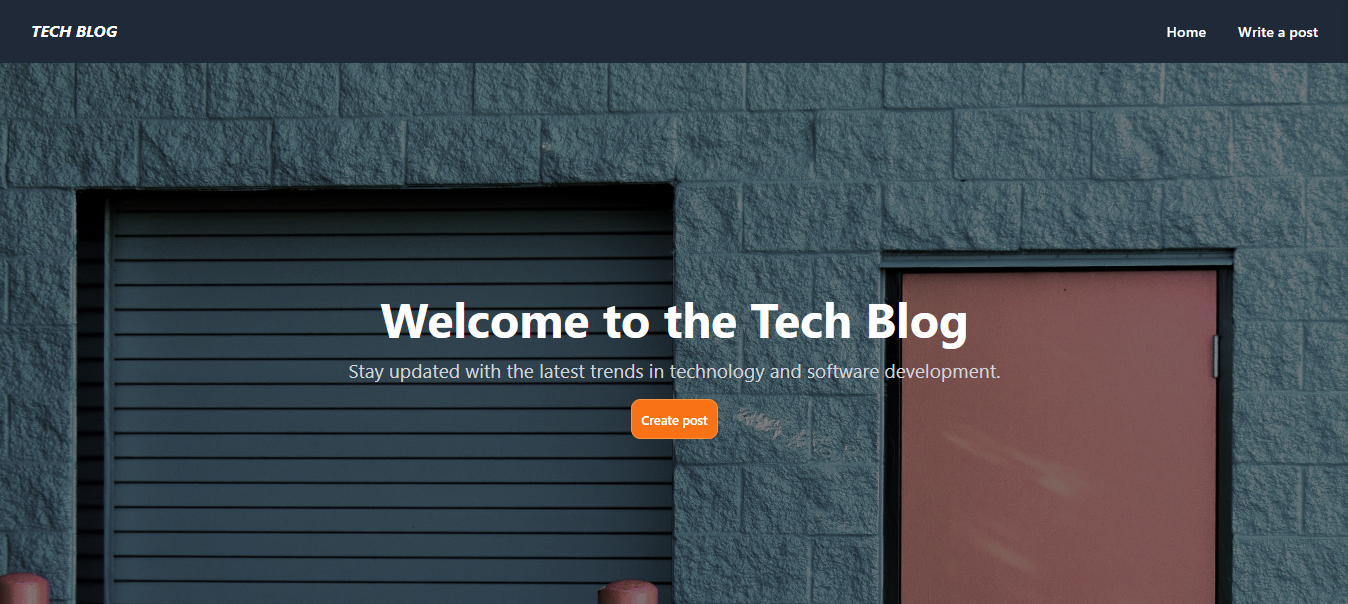 TECH BLOG
Home
Write a post
Welcome to the Tech Blog
Stay updated with the latest trends in technology and software development.
Create post